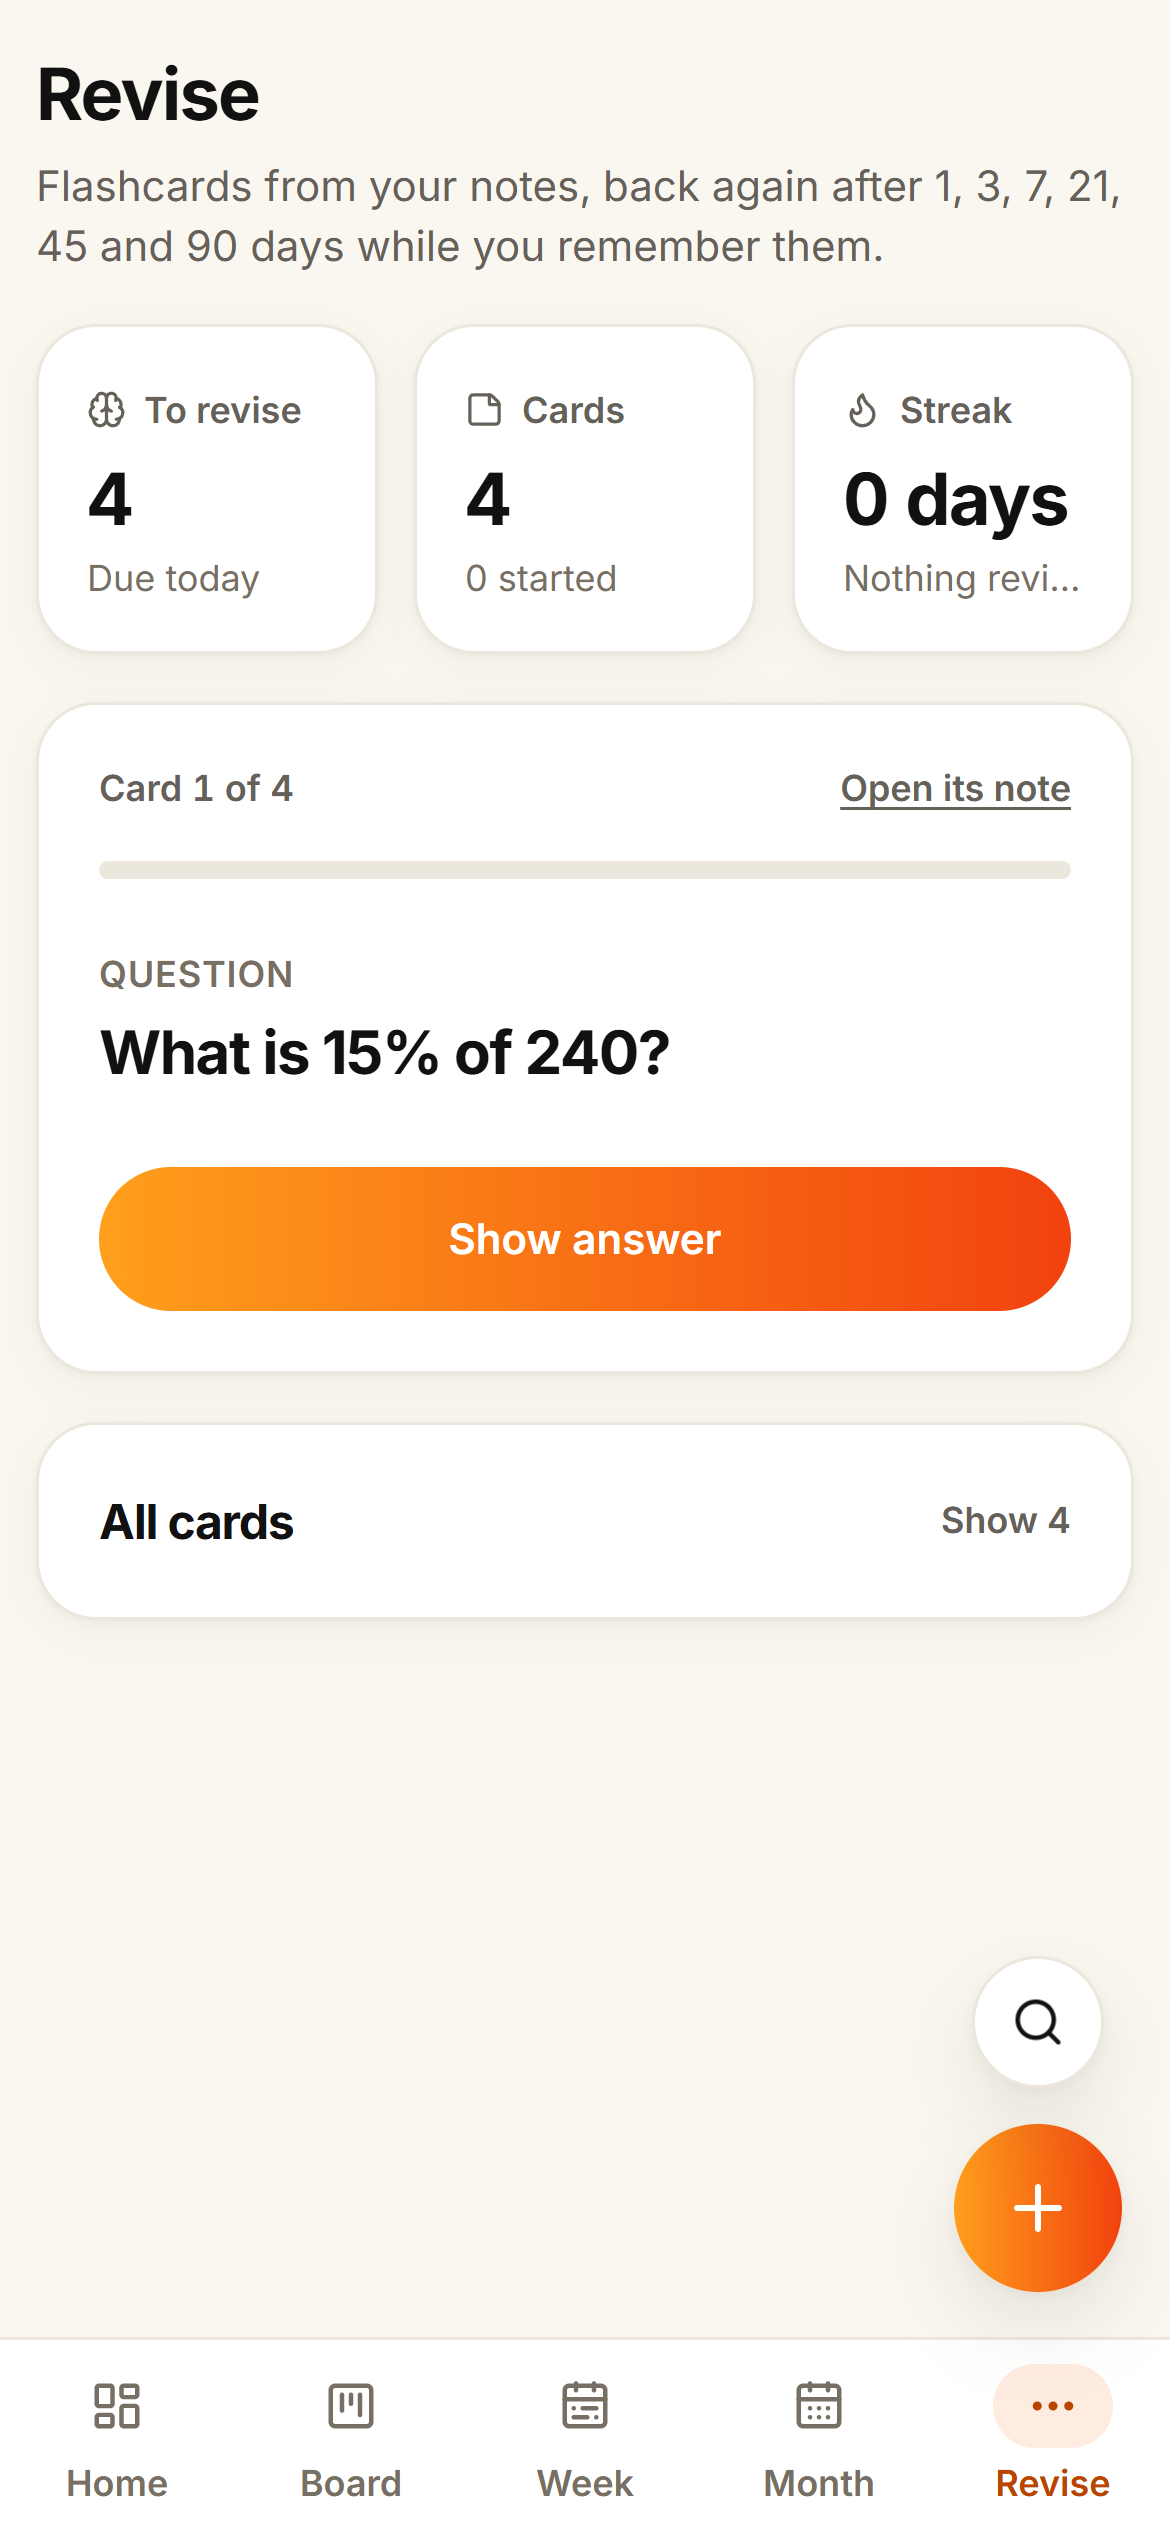 Revise
Flashcards from your notes, back again after 1, 3, 7, 21,
45 and 90 days while you remember them.
To revise
4
Due today
Cards
4
0 started
Streak
0 days
Nothing revi...
Card 1 of 4
Open its note
QUESTION
What is 15% of 240?
Show answer
All cards
Show 4
Home
Board
Week
Month
Revise